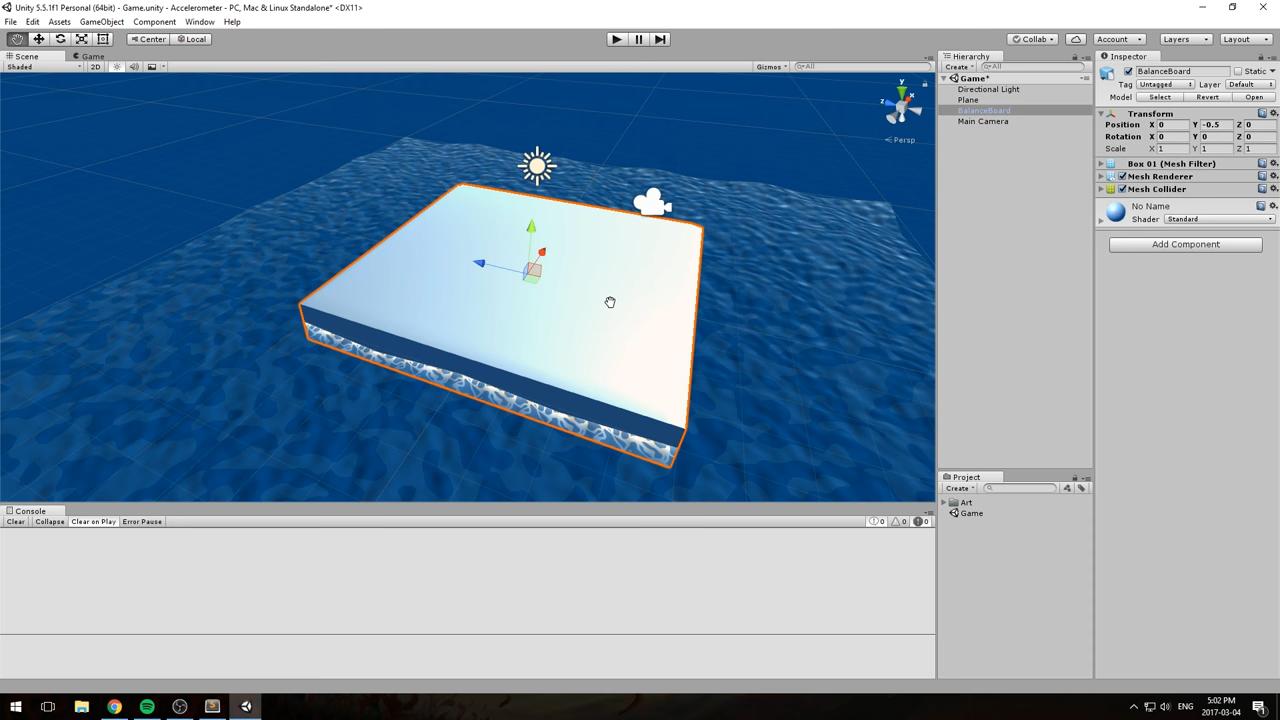 Unity 5.5.1f1 Personal (64bit) - Game.unity - Accelerometer - PC, Mac & Linux Standalone* <DX11>
File Edit Assets GameObject Component Window Help
Center Local
Collab Account Layers Layout
Scene Game
Shaded 2D Gizmos All
y
x
z
Persp
Hierarchy
Create All
Game*
Directional Light
Plane
BalanceBoard
Main Camera
Inspector
BalanceBoard Static
Tag Untagged Layer Default
Model Select Revert Open
Transform
Position X 0 Y -0.5 Z 0
Rotation X 0 Y 0 Z 0
Scale X 1 Y 1 Z 1
Box 01 (Mesh Filter)
Mesh Renderer
Mesh Collider
No Name
Shader Standard
Add Component
Project
Create
Art
Game
Console
Clear Collapse Clear on Play Error Pause 0 0 0
ENG
5:02 PM
2017-03-04
1